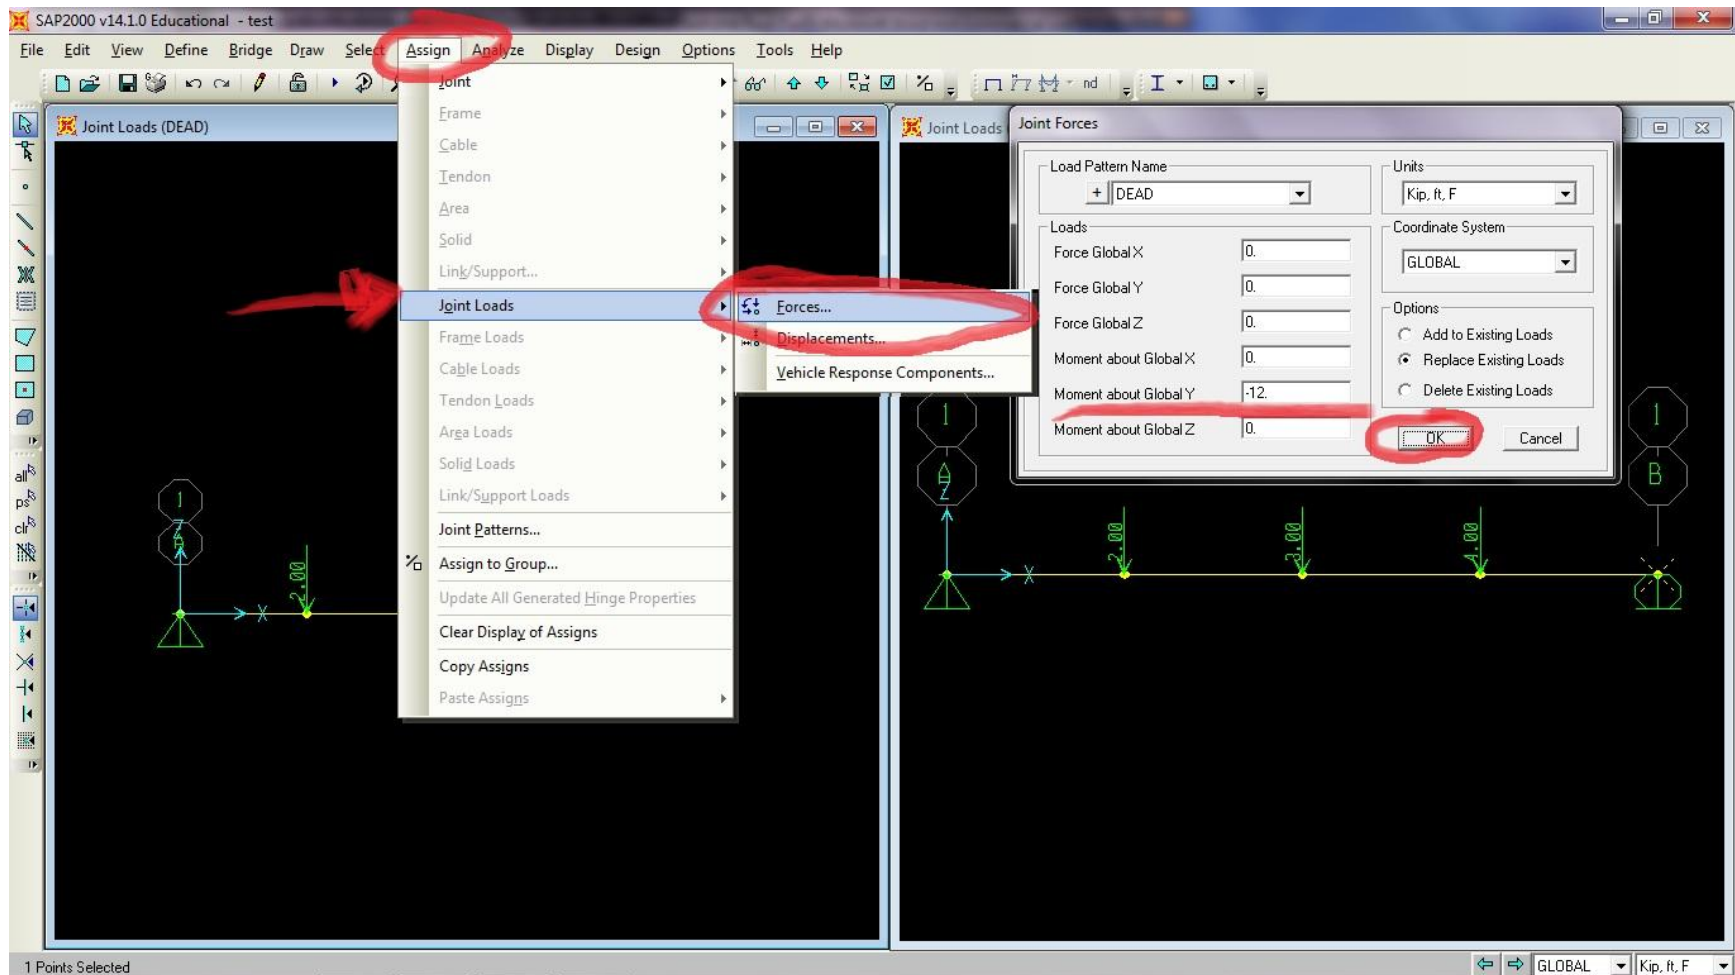 SAP2000 v14.1.0 Educational - test
File Edit View Define Bridge Draw Select Assign Analyze Display Design Options Tools Help
nd
Joint Loads (DEAD)
Joint
Frame
Cable
Tendon
Area
Solid
Link/Support...
Joint Loads
Frame Loads
Cable Loads
Tendon Loads
Area Loads
Solid Loads
Link/Support Loads
Joint Patterns...
Assign to Group...
Update All Generated Hinge Properties
Clear Display of Assigns
Copy Assigns
Paste Assigns
Forces...
Displacements...
Vehicle Response Components...
Joint Loads
Joint Forces
Load Pattern Name
+ DEAD
Units
Kip, ft, F
Loads
Force Global X 0.
Force Global Y 0.
Force Global Z 0.
Moment about Global X 0.
Moment about Global Y -12.
Moment about Global Z 0.
Coordinate System
GLOBAL
Options
Add to Existing Loads
Replace Existing Loads
Delete Existing Loads
OK Cancel
all
ps
clr
1
A
Z
X
2.00
1
A
Z
X
2.00
3.00
4.00
1
B
1 Points Selected
GLOBAL Kip, ft, F